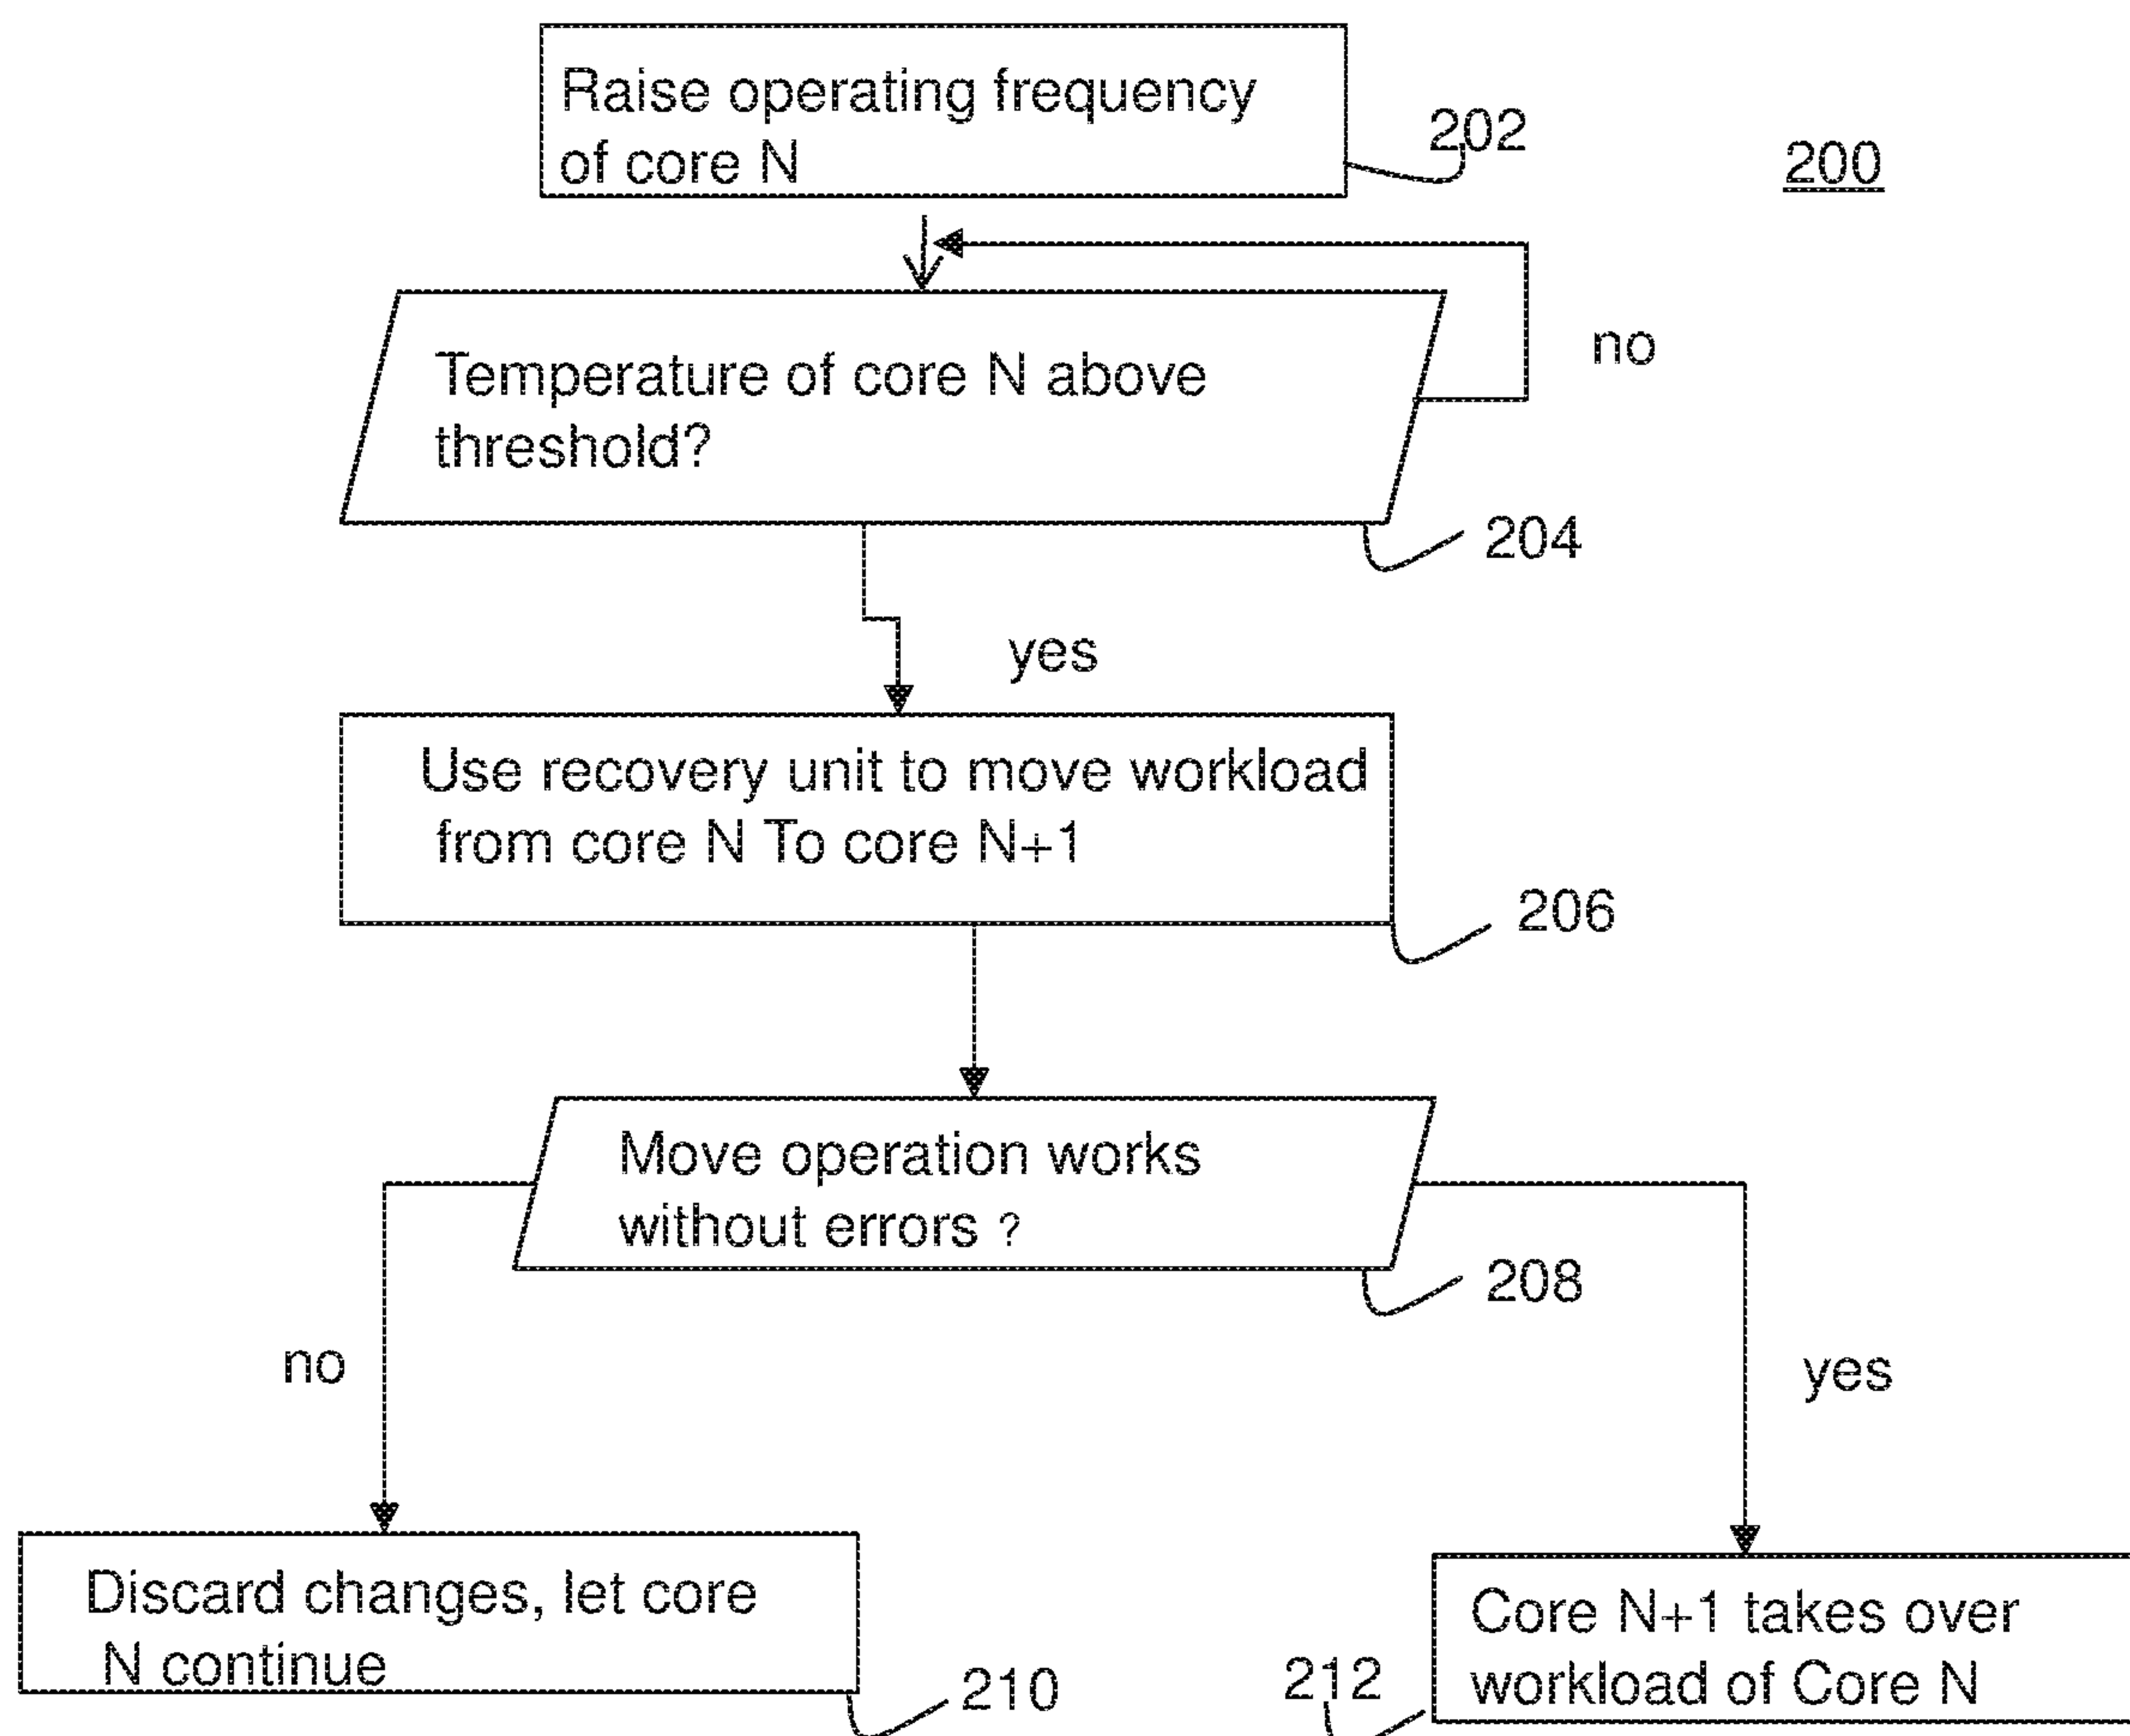 Raise operating frequency
of core N
202
200
no
Temperature of core N above
threshold?
204
yes
Use recovery unit to move workload
from core N To core N+1
206
Move operation works
without errors ?
208
no
yes
Discard changes, let core
N continue
210
212
Core N+1 takes over
workload of Core N